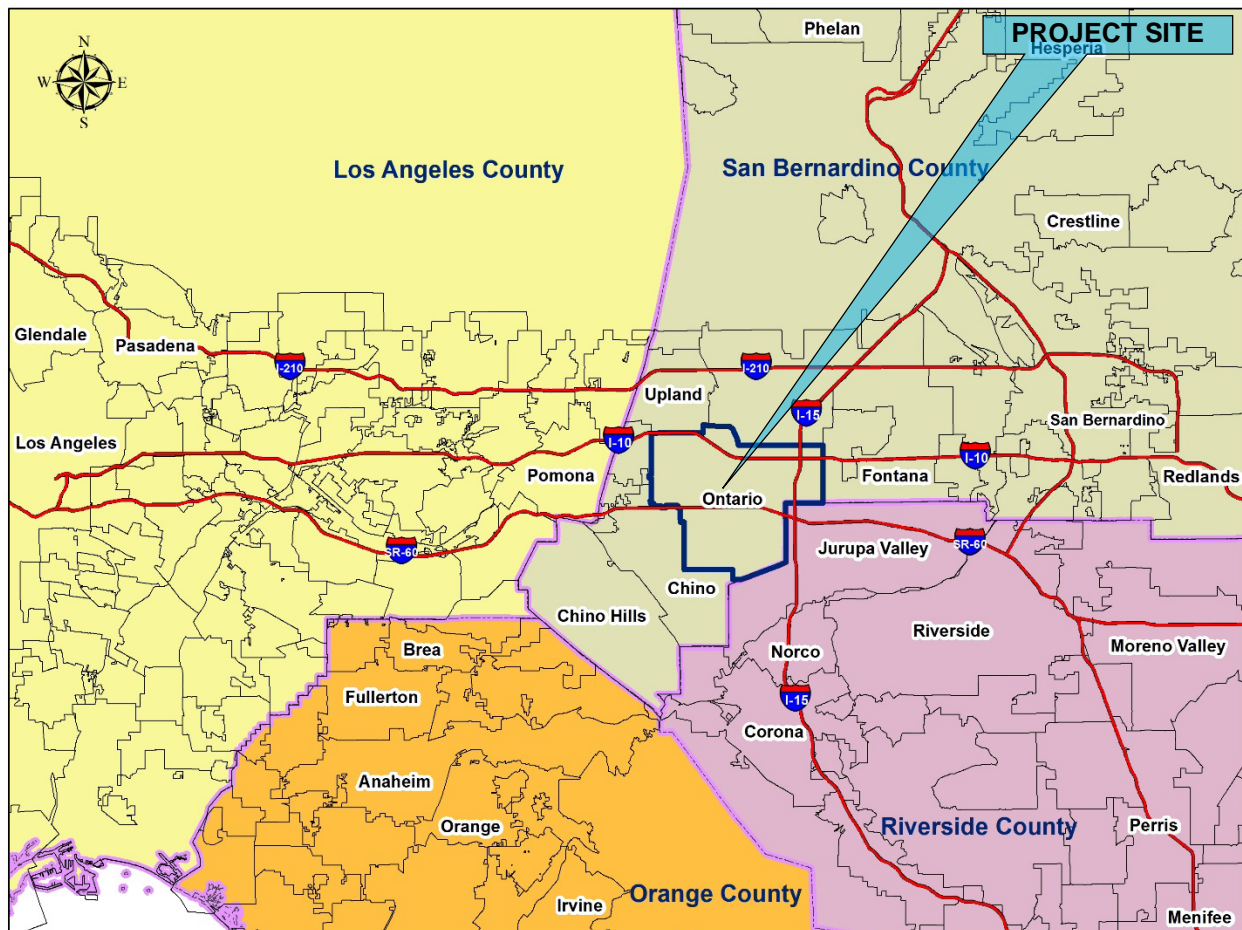 Phelan
PROJECT SITE
Hesperia
N
W E
S
Los Angeles County
San Bernardino County
Crestline
Glendale
Pasadena
I-210
I-210
Upland
I-15
San Bernardino
Los Angeles
I-10
Pomona
Fontana
I-10
Redlands
Ontario
SR-60
Jurupa Valley
SR-60
Chino
Chino Hills
Riverside
Moreno Valley
Brea
Norco
Fullerton
I-15
Corona
Anaheim
Orange
Riverside County
Perris
Orange County
Irvine
Menifee